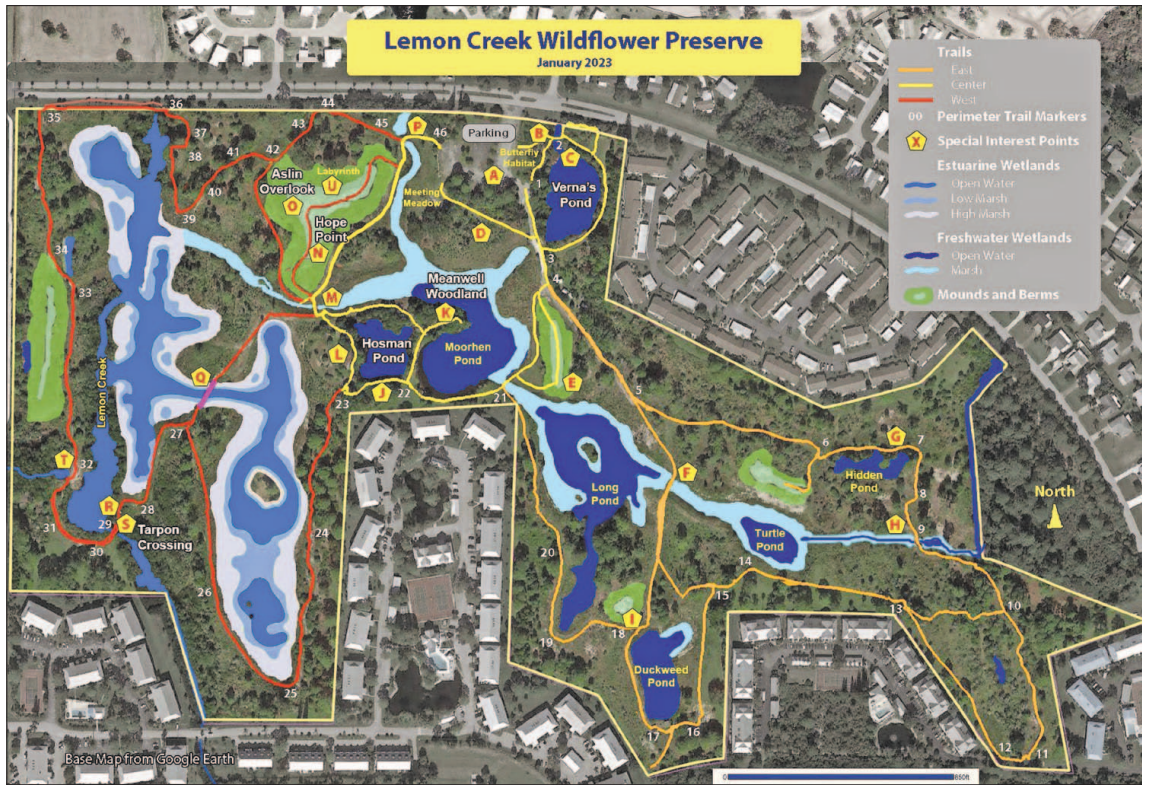 Lemon Creek Wildflower Preserve
January 2023
Trails
East
Center
West
00 Perimeter Trail Markers
X Special Interest Points
Estuarine Wetlands
Open Water
Low Marsh
High Marsh
Freshwater Wetlands
Open Water
Marsh
Mounds and Berms
35
36
37
38
39
40
41
42
43
44
45
P
46
Parking
Butterfly
Habitat
A
B
2
C
1
Verna's
Pond
Aslin
Overlook
Labyrinth
U
O
Hope
Point
N
Meeting
Meadow
D
3
4
34
33
M
Meanwell
Woodland
K
L
Hosman
Pond
Moorhen
Pond
J
E
23
22
21
5
Lemon Creek
Q
27
T
32
R
28
29
S
Tarpon
Crossing
31
30
26
24
25
Long
Pond
F
6
G
7
Hidden
Pond
8
H
9
North
Turtle
Pond
20
14
15
13
10
19
18
I
Duckweed
Pond
17
16
12
11
Base Map from Google Earth
0